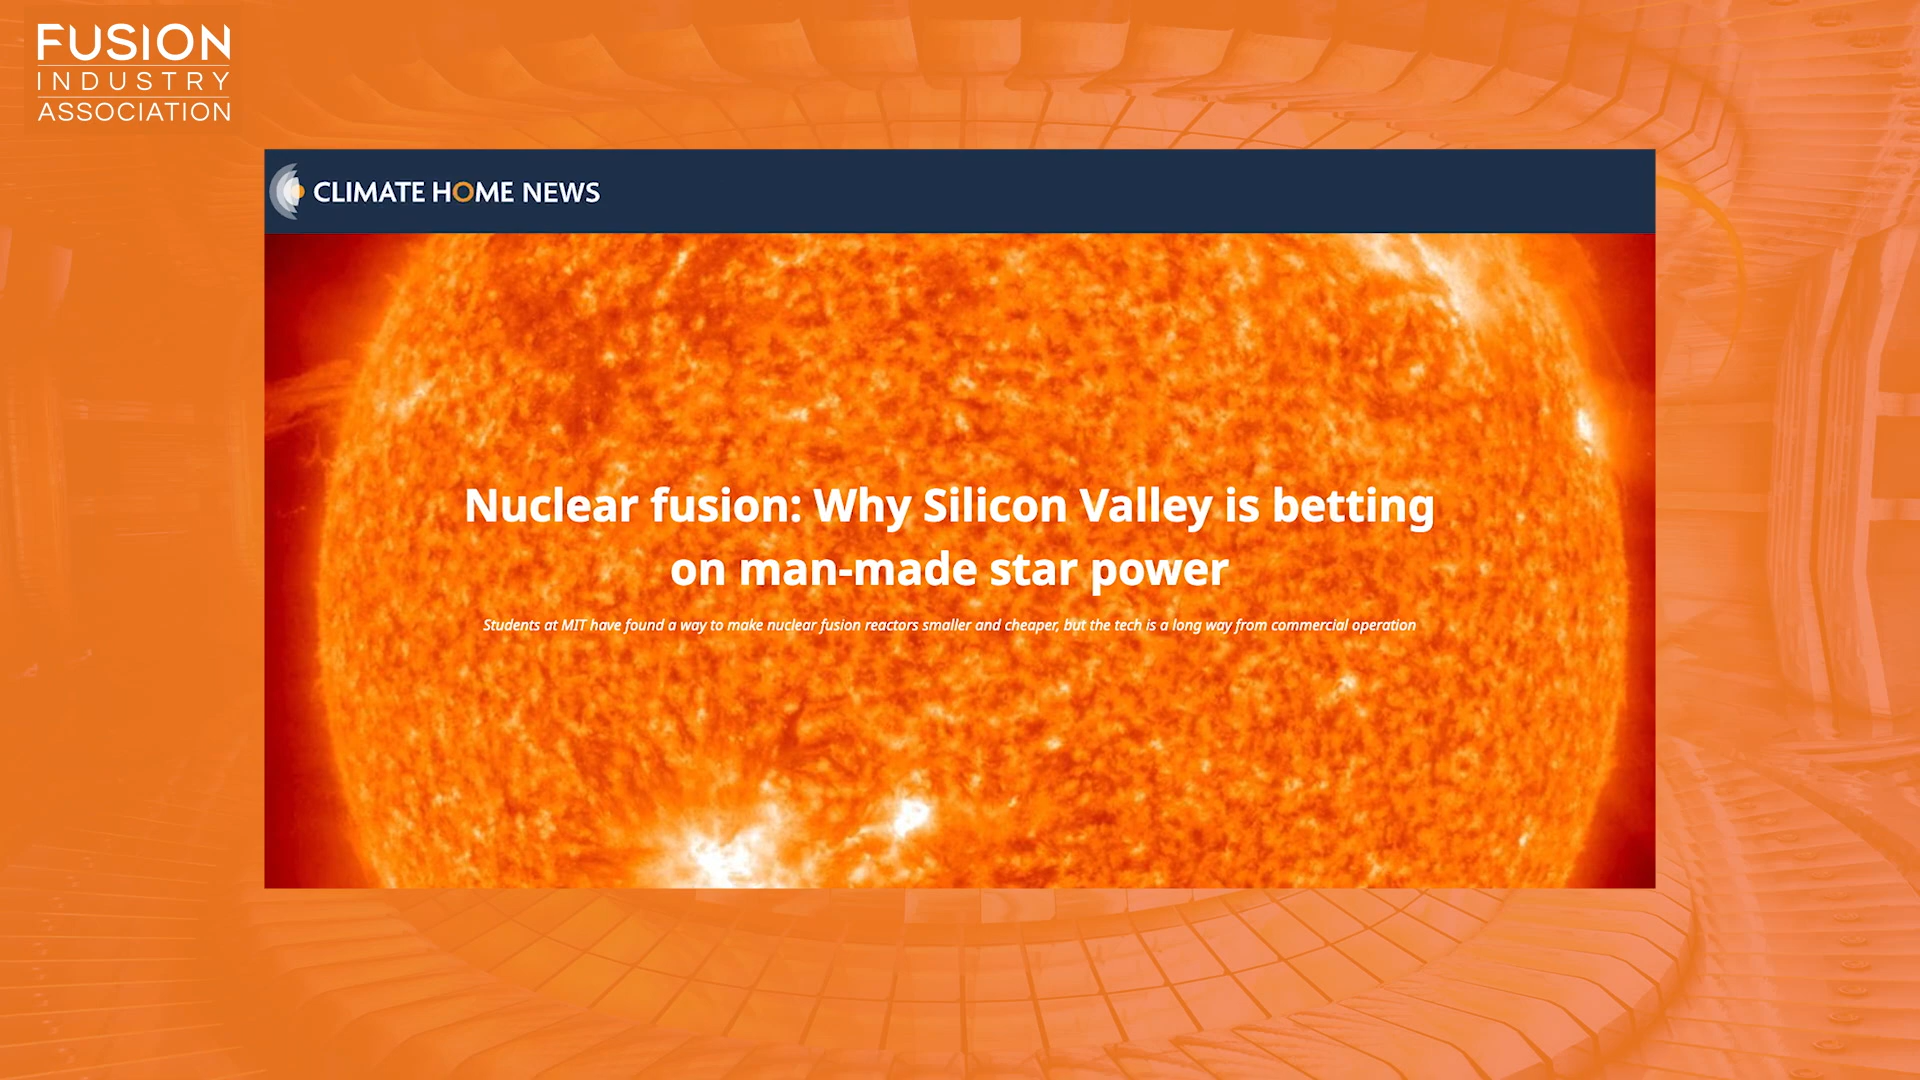 FUSION
INDUSTRY
ASSOCIATION
CLIMATE HOME NEWS
Nuclear fusion: Why Silicon Valley is betting
on man-made star power
Students at MIT have found a way to make nuclear fusion reactors smaller and cheaper, but the tech is a long way from commercial operation